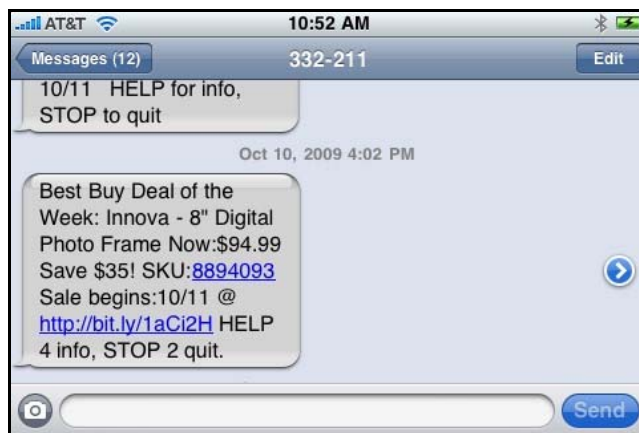 AT&T 10:52 AM
Messages (12) 332-211 Edit
10/11 HELP for info,
STOP to quit
Oct 10, 2009 4:02 PM
Best Buy Deal of the
Week: Innova - 8" Digital
Photo Frame Now:$94.99
Save $35! SKU:8894093
Sale begins:10/11 @
http://bit.ly/1aCi2H HELP
4 info, STOP 2 quit.
Send